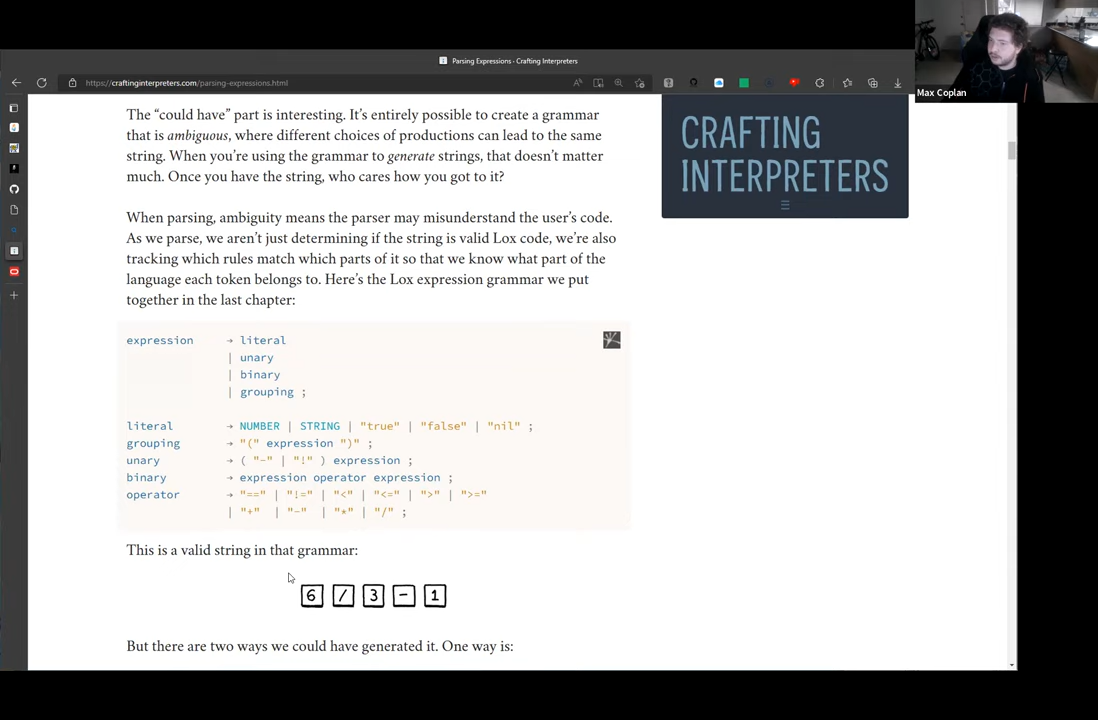 Parsing Expressions - Crafting Interpreters
https://craftinginterpreters.com/parsing-expressions.html
Max Coplan
The “could have” part is interesting. It’s entirely possible to create a grammar
that is ambiguous, where different choices of productions can lead to the same
string. When you’re using the grammar to generate strings, that doesn’t matter
much. Once you have the string, who cares how you got to it?
CRAFTING
INTERPRETERS
When parsing, ambiguity means the parser may misunderstand the user’s code.
As we parse, we aren’t just determining if the string is valid Lox code, we’re also
tracking which rules match which parts of it so that we know what part of the
language each token belongs to. Here’s the Lox expression grammar we put
together in the last chapter:
expression → literal
| unary
| binary
| grouping ;
literal → NUMBER | STRING | "true" | "false" | "nil" ;
grouping → "(" expression ")" ;
unary → ( "-" | "!" ) expression ;
binary → expression operator expression ;
operator → "==" | "!=" | "<" | "<=" | ">" | ">="
| "+" | "-" | "*" | "/" ;
This is a valid string in that grammar:
6 / 3 - 1
But there are two ways we could have generated it. One way is: